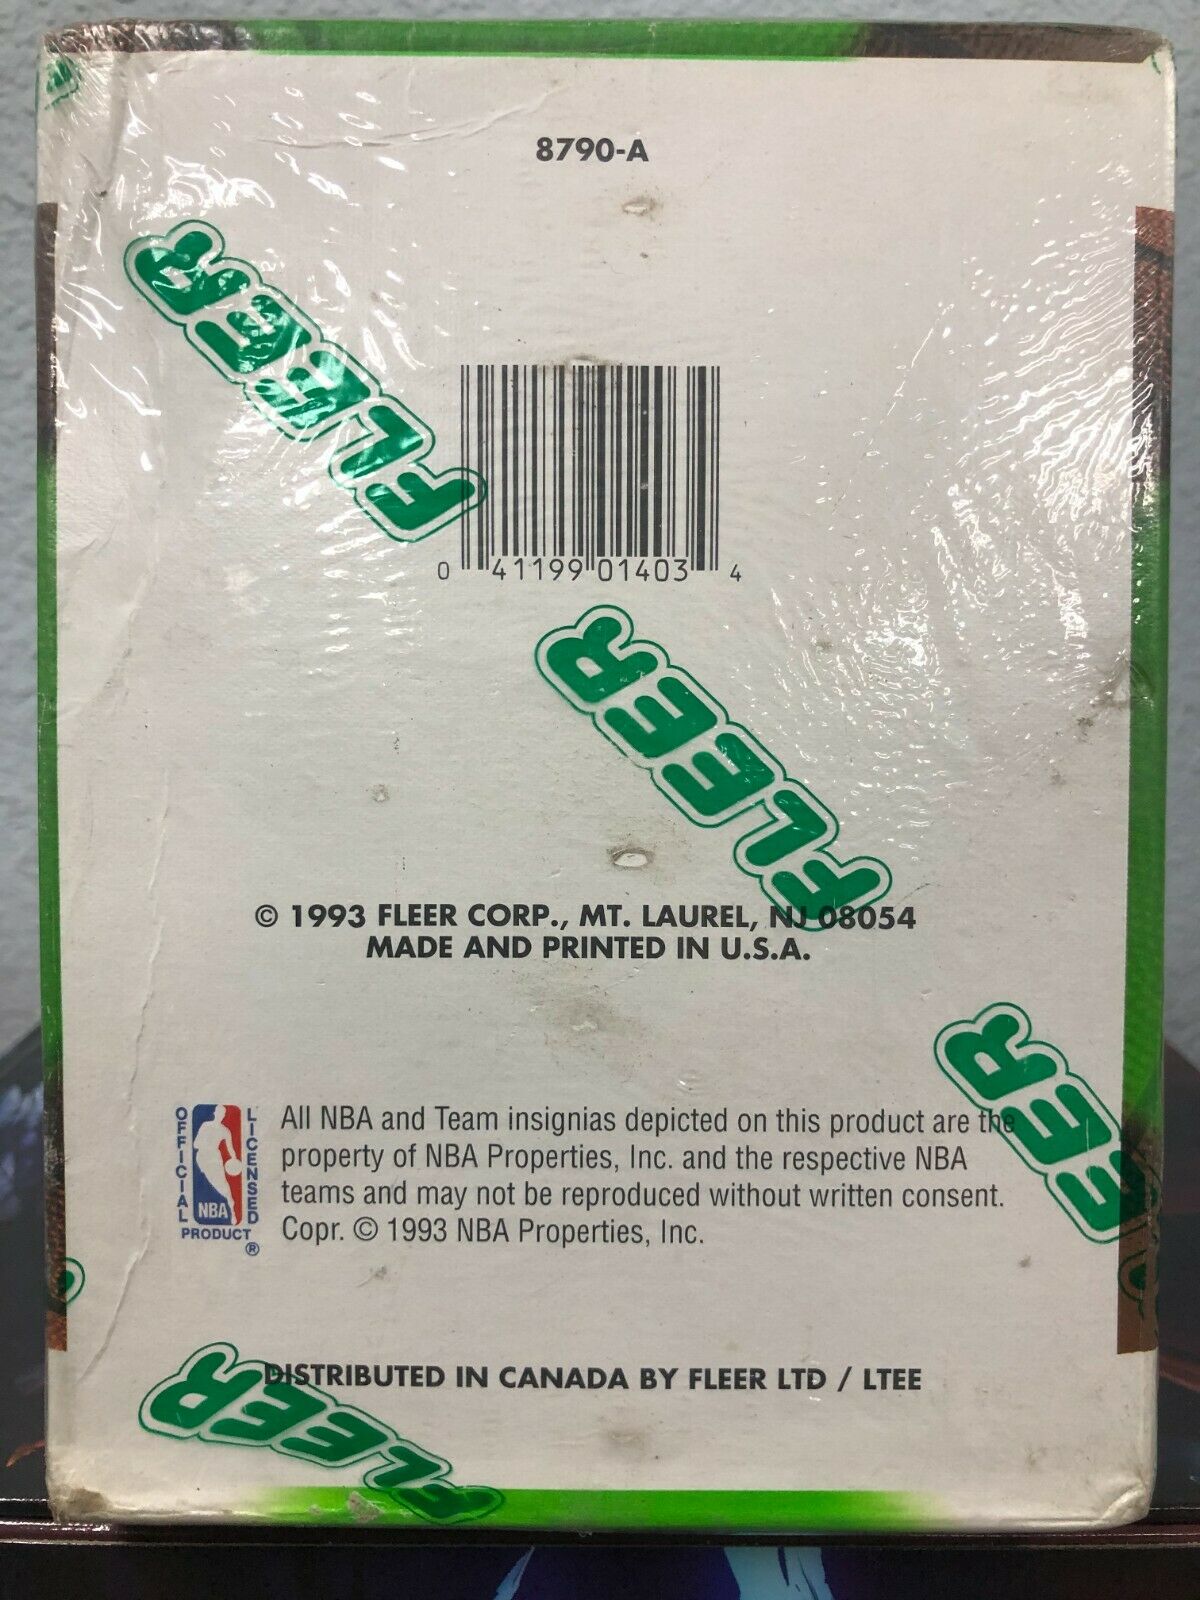 8790-A
FLEER
0 41199 01403 4
FLEER
© 1993 FLEER CORP., MT. LAUREL, NJ 08054
MADE AND PRINTED IN U.S.A.
EER
OFFICIAL LICENSED
NBA
PRODUCT ®
All NBA and Team insignias depicted on this product are the
property of NBA Properties, Inc. and the respective NBA
teams and may not be reproduced without written consent.
Copr. © 1993 NBA Properties, Inc.
DISTRIBUTED IN CANADA BY FLEER LTD / LTEE
FLEER